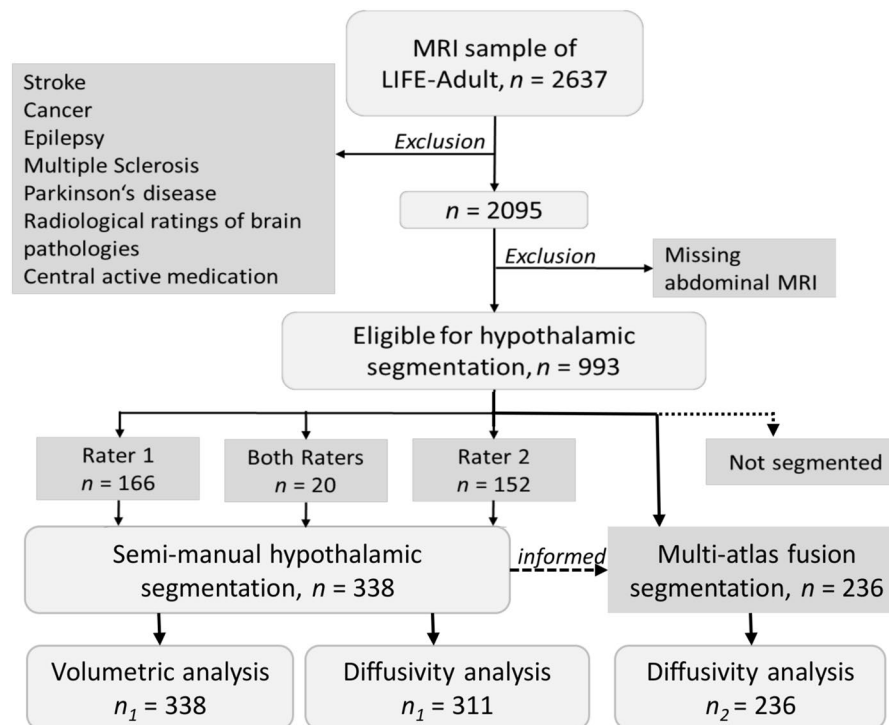 MRI sample of
LIFE-Adult, n = 2637
Stroke
Cancer
Epilepsy
Multiple Sclerosis
Parkinson‘s disease
Radiological ratings of brain
pathologies
Central active medication
Exclusion
n = 2095
Exclusion
Missing
abdominal MRI
Eligible for hypothalamic
segmentation, n = 993
Rater 1
n = 166
Both Raters
n = 20
Rater 2
n = 152
Not segmented
Semi-manual hypothalamic
segmentation, n = 338
informed
Multi-atlas fusion
segmentation, n = 236
Volumetric analysis
n1 = 338
Diffusivity analysis
n1 = 311
Diffusivity analysis
n2 = 236